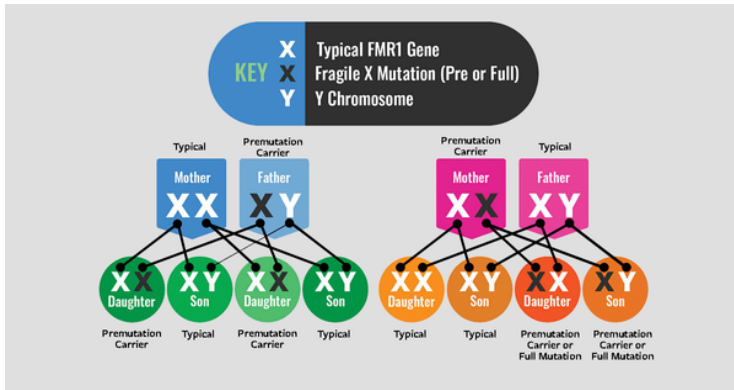 KEY
X Typical FMR1 Gene
X Fragile X Mutation (Pre or Full)
Y Y Chromosome
Typical
Premutation
Carrier
Mother
X X
Father
X Y
X X
Daughter
Premutation
Carrier
X Y
Son
Typical
X X
Daughter
Premutation
Carrier
X Y
Son
Typical
Premutation
Carrier
Typical
Mother
X X
Father
X Y
X X
Daughter
Typical
X Y
Son
Typical
X X
Daughter
Premutation
Carrier or
Full Mutation
X Y
Son
Premutation
Carrier or
Full Mutation